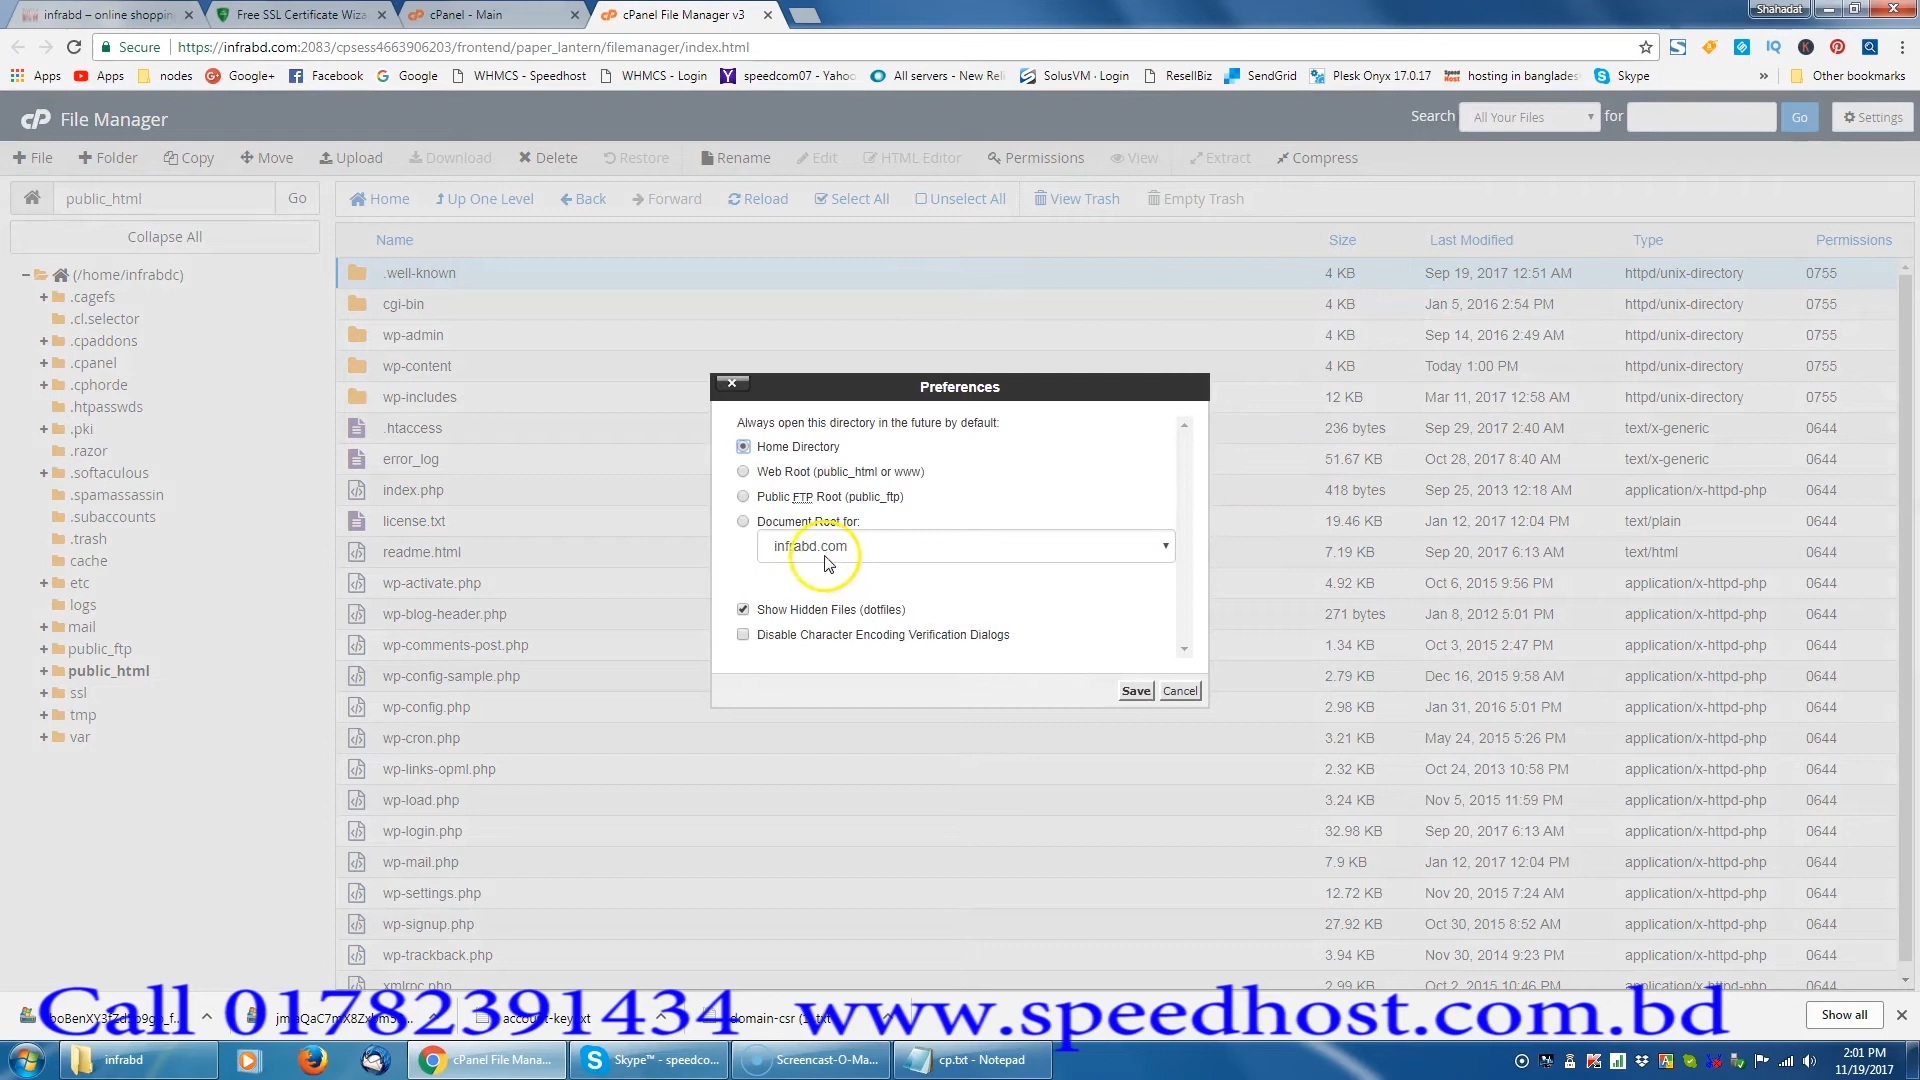 infrabd – online shoppin
Free SSL Certificate Wiza
cPanel - Main
cPanel File Manager v3
Shahadat
Secure
https://infrabd.com:2083/cpsess4663906203/frontend/paper_lantern/filemanager/index.html
Apps
Apps
nodes
Google+
Facebook
Google
WHMCS - Speedhost
WHMCS - Login
speedcom07 - Yahoo
All servers - New Reli
SolusVM · Login
ResellBiz
SendGrid
Plesk Onyx 17.0.17
hosting in banglades
Skype
Other bookmarks
cP File Manager
Search
All Your Files
for
Go
Settings
File
Folder
Copy
Move
Upload
Download
Delete
Restore
Rename
Edit
HTML Editor
Permissions
View
Extract
Compress
public_html
Go
Home
Up One Level
Back
Forward
Reload
Select All
Unselect All
View Trash
Empty Trash
Collapse All
(/home/infrabdc)
.cagefs
.cl.selector
.cpaddons
.cpanel
.cphorde
.htpasswds
.pki
.razor
.softaculous
.spamassassin
.subaccounts
.trash
cache
etc
logs
mail
public_ftp
public_html
ssl
tmp
var
Name Size Last Modified Type Permissions
.well-known 4 KB Sep 19, 2017 12:51 AM httpd/unix-directory 0755
cgi-bin 4 KB Jan 5, 2016 2:54 PM httpd/unix-directory 0755
wp-admin 4 KB Sep 14, 2016 2:49 AM httpd/unix-directory 0755
wp-content 4 KB Today 1:00 PM httpd/unix-directory 0755
wp-includes 12 KB Mar 11, 2017 12:58 AM httpd/unix-directory 0755
.htaccess 236 bytes Sep 29, 2017 2:40 AM text/x-generic 0644
error_log 51.67 KB Oct 28, 2017 8:40 AM text/x-generic 0644
index.php 418 bytes Sep 25, 2013 12:18 AM application/x-httpd-php 0644
license.txt 19.46 KB Jan 12, 2017 12:04 PM text/plain 0644
readme.html 7.19 KB Sep 20, 2017 6:13 AM text/html 0644
wp-activate.php 4.92 KB Oct 6, 2015 9:56 PM application/x-httpd-php 0644
wp-blog-header.php 271 bytes Jan 8, 2012 5:01 PM application/x-httpd-php 0644
wp-comments-post.php 1.34 KB Oct 3, 2015 2:47 PM application/x-httpd-php 0644
wp-config-sample.php 2.79 KB Dec 16, 2015 9:58 AM application/x-httpd-php 0644
wp-config.php 2.98 KB Jan 31, 2016 5:01 PM application/x-httpd-php 0644
wp-cron.php 3.21 KB May 24, 2015 5:26 PM application/x-httpd-php 0644
wp-links-opml.php 2.32 KB Oct 24, 2013 10:58 PM application/x-httpd-php 0644
wp-load.php 3.24 KB Nov 5, 2015 11:59 PM application/x-httpd-php 0644
wp-login.php 32.98 KB Sep 20, 2017 6:13 AM application/x-httpd-php 0644
wp-mail.php 7.9 KB Jan 12, 2017 12:04 PM application/x-httpd-php 0644
wp-settings.php 12.72 KB Nov 20, 2015 7:24 AM application/x-httpd-php 0644
wp-signup.php 27.92 KB Oct 30, 2015 8:52 AM application/x-httpd-php 0644
wp-trackback.php 3.94 KB Nov 30, 2014 9:23 PM application/x-httpd-php 0644
xmlrpc.php 2.99 KB Oct 2, 2015 10:46 PM application/x-httpd-php 0644
Preferences
Always open this directory in the future by default:
Home Directory
Web Root (public_html or www)
Public FTP Root (public_ftp)
Document Root for:
infrabd.com
Show Hidden Files (dotfiles)
Disable Character Encoding Verification Dialogs
Save
Cancel
Call 01782391434 www.speedhost.com.bd
account-key.txt
domain-csr (1).txt
Show all
infrabd
cPanel File Mana...
Skype™ - speedco...
Screencast-O-Ma...
cp.txt - Notepad
2:01 PM
11/19/2017